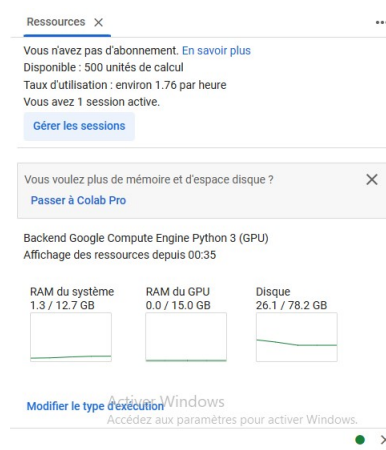 Ressources ×
Vous n'avez pas d'abonnement. En savoir plus
Disponible : 500 unités de calcul
Taux d'utilisation : environ 1.76 par heure
Vous avez 1 session active.
Gérer les sessions
Vous voulez plus de mémoire et d'espace disque ?
Passer à Colab Pro
Backend Google Compute Engine Python 3 (GPU)
Affichage des ressources depuis 00:35
RAM du système RAM du GPU Disque
1.3 / 12.7 GB 0.0 / 15.0 GB 26.1 / 78.2 GB
Activer Windows
Modifier le type d'exécution
Accédez aux paramètres pour activer Windows.